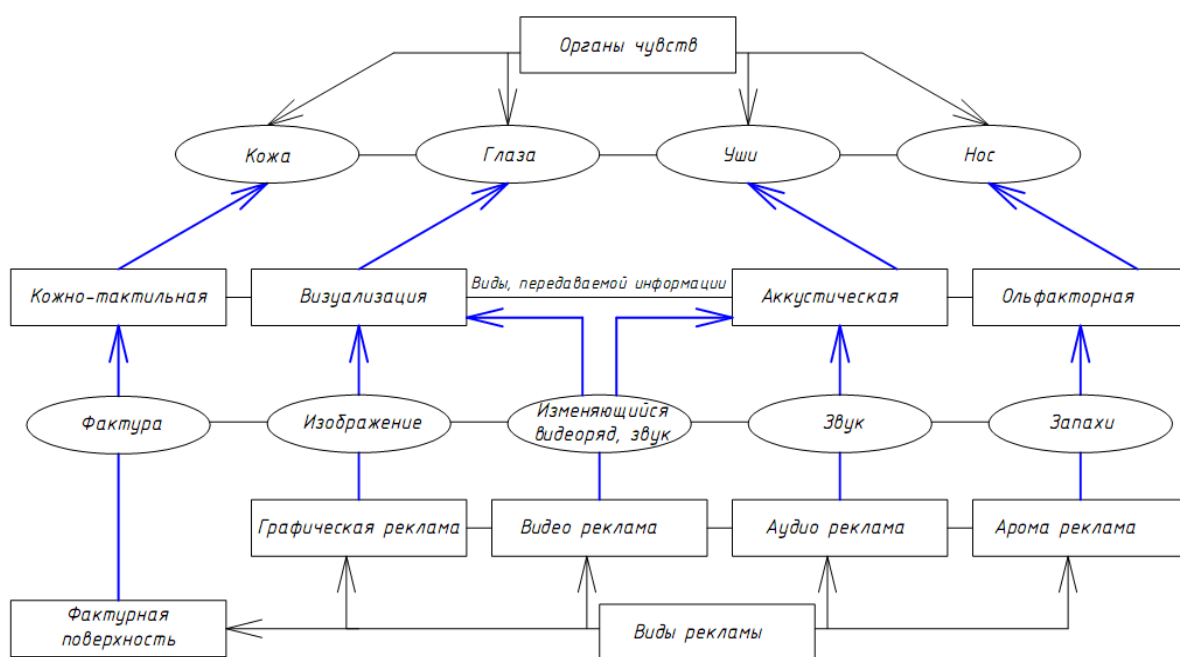 Органы чувств
Кожа
Глаза
Уши
Нос
Кожно-тактильная
Визуализация
Виды, передаваемой информации
Аккустическая
Ольфакторная
Фактура
Изображение
Изменяющийся
видеоряд, звук
Звук
Запахи
Графическая реклама
Видео реклама
Аудио реклама
Арома реклама
Фактурная
поверхность
Виды рекламы